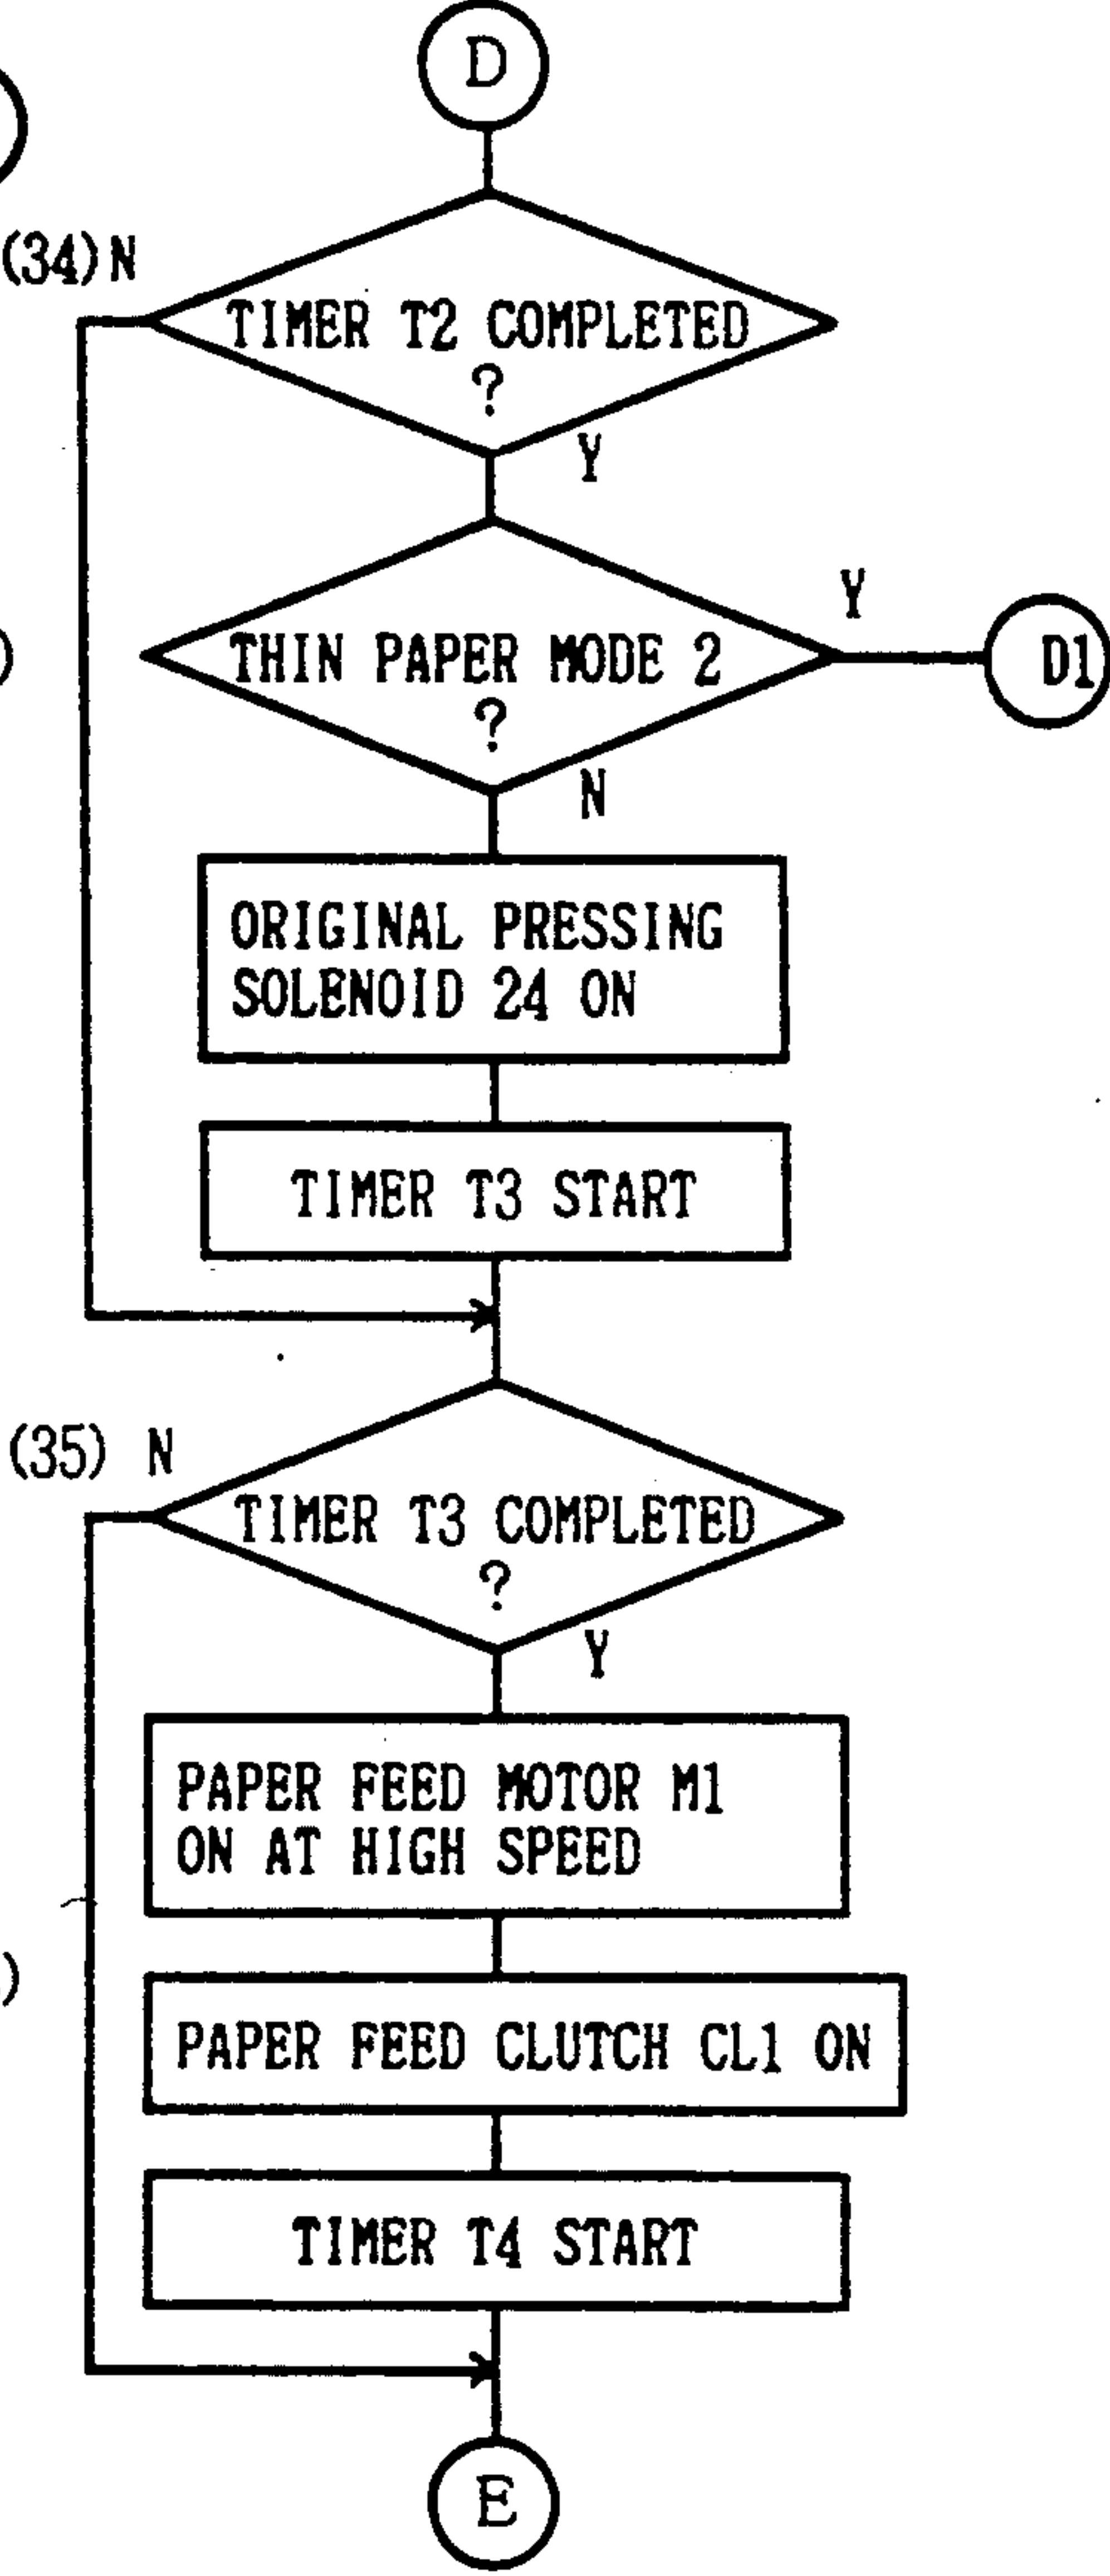 D
(34) N
TIMER T2 COMPLETED
?
Y
Y
THIN PAPER MODE 2
?
D1
N
ORIGINAL PRESSING
SOLENOID 24 ON
TIMER T3 START
(35) N
TIMER T3 COMPLETED
?
Y
PAPER FEED MOTOR M1
ON AT HIGH SPEED
)
PAPER FEED CLUTCH CL1 ON
TIMER T4 START
E